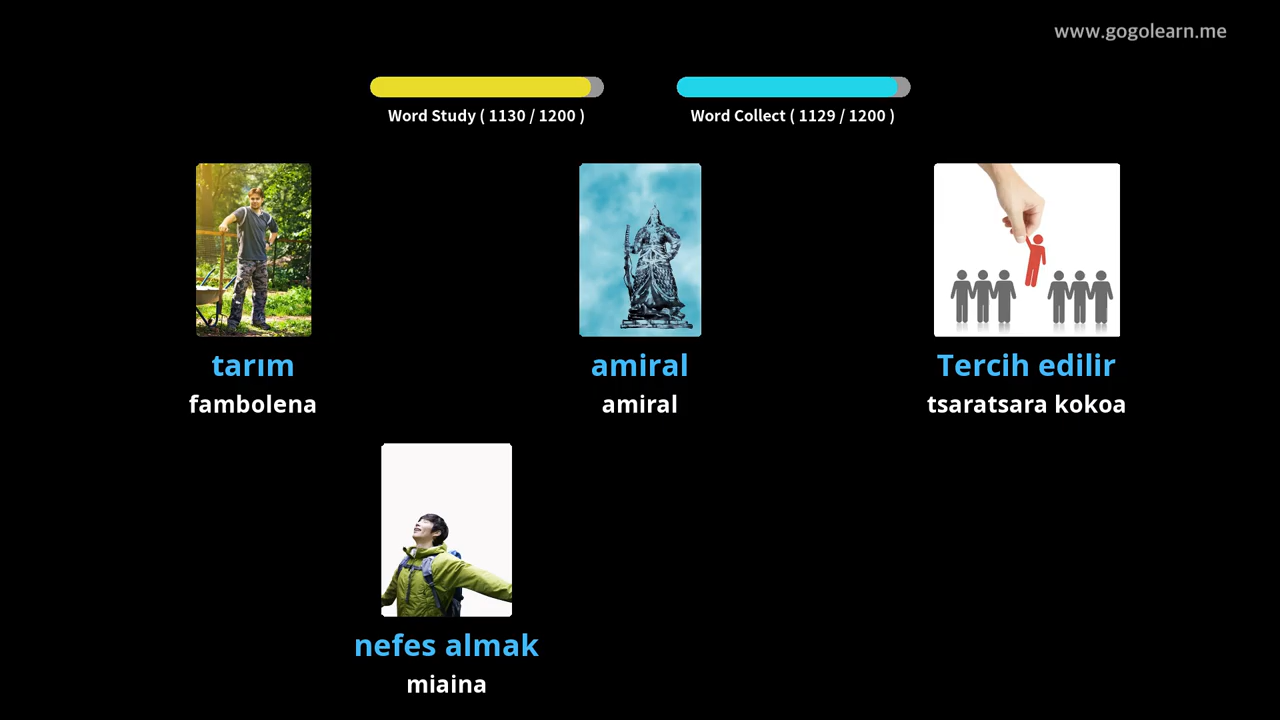 www.gogolearn.me
Word Study ( 1130 / 1200 )
Word Collect ( 1129 / 1200 )
tarım
fambolena
amiral
amiral
Tercih edilir
tsaratsara kokoa
nefes almak
miaina